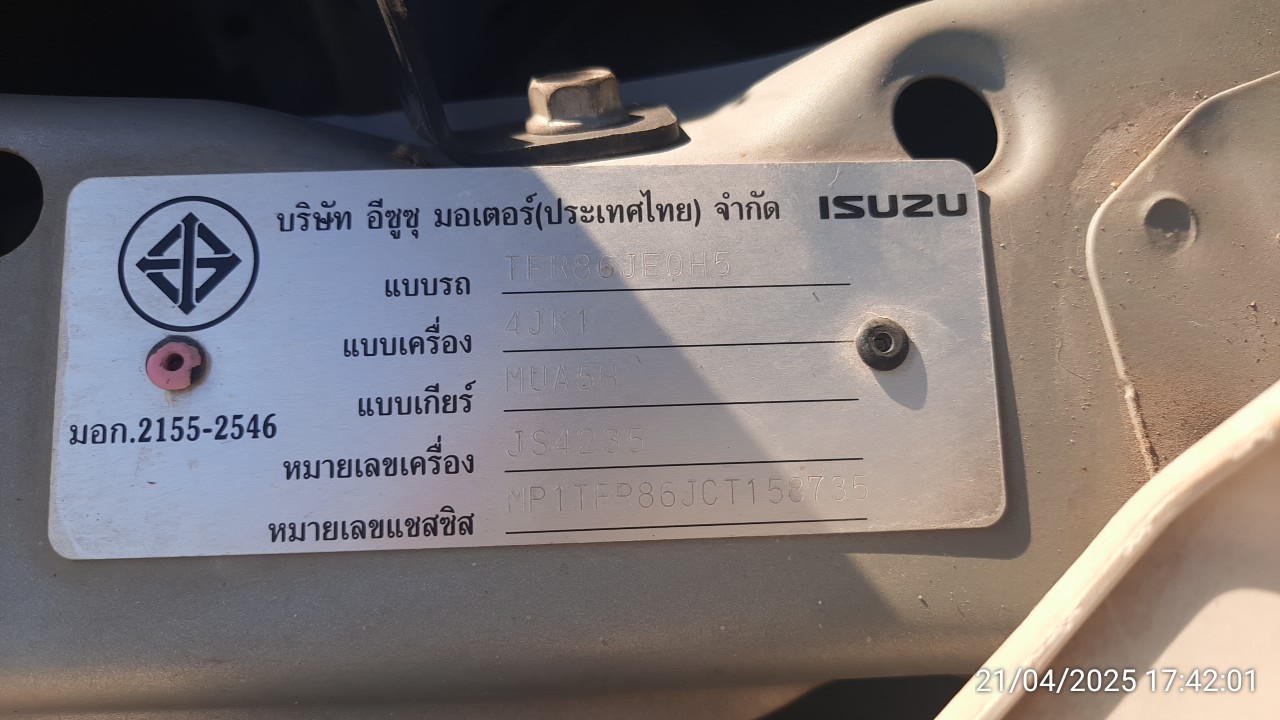 บริษัท อีซูซุ มอเตอร์(ประเทศไทย) จำกัด ISUZU
แบบรถ TFR86JEQH5
แบบเครื่อง 4JK1
แบบเกียร์ MUA5H
มอก.2155-2546
หมายเลขเครื่อง JS4235
หมายเลขแชสซิส
21/04/2025 17:42:01